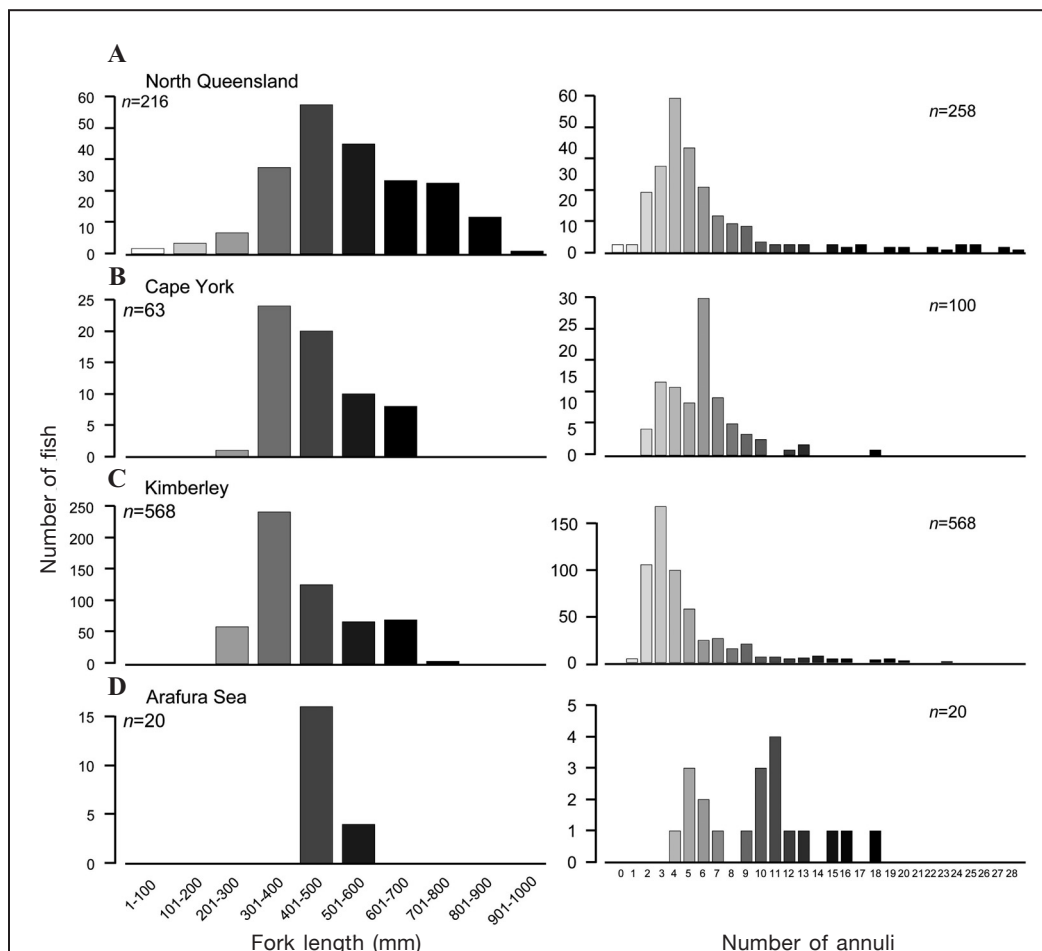 A
North Queensland
n=216
60
50
40
30
20
10
0
60
50
40
30
20
10
0
n=258
B
Cape York
n=63
25
20
15
10
5
0
30
25
20
15
10
5
0
n=100
C
Kimberley
n=568
250
200
150
100
50
0
150
100
50
0
n=568
D
Arafura Sea
n=20
15
10
5
0
5
4
3
2
1
0
n=20
Number of fish
1-100 101-200 201-300 301-400 401-500 501-600 601-700 701-800 801-900 901-1000
Fork length (mm)
0 1 2 3 4 5 6 7 8 9 10 11 12 13 14 15 16 17 18 19 20 21 22 23 24 25 26 27 28
Number of annuli